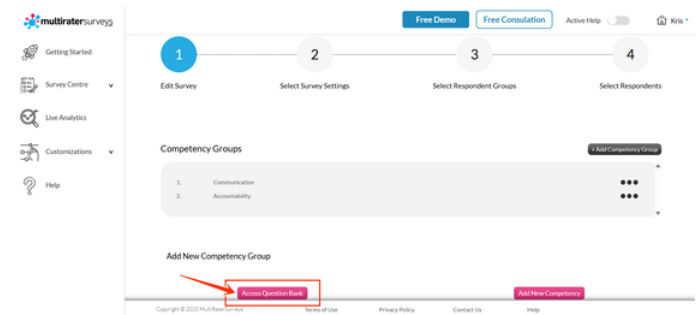 multiratersurveys
Free Demo
Free Consulation
Active Help
Kris
Getting Started
Survey Centre
Live Analytics
Customizations
Help
1
2
3
4
Edit Survey
Select Survey Settings
Select Respondent Groups
Select Respondents
Competency Groups
+ Add Competency Group
1. Communication
2. Accountability
Add New Competency Group
Access Question Bank
Add New Competency
Copyright © 2025 MultiRaterSurveys
Terms of Use
Privacy Policy
Contact Us
Help